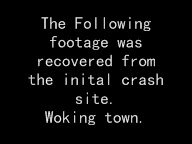 The Following
footage was
recovered from
the inital crash
site.
Woking town.